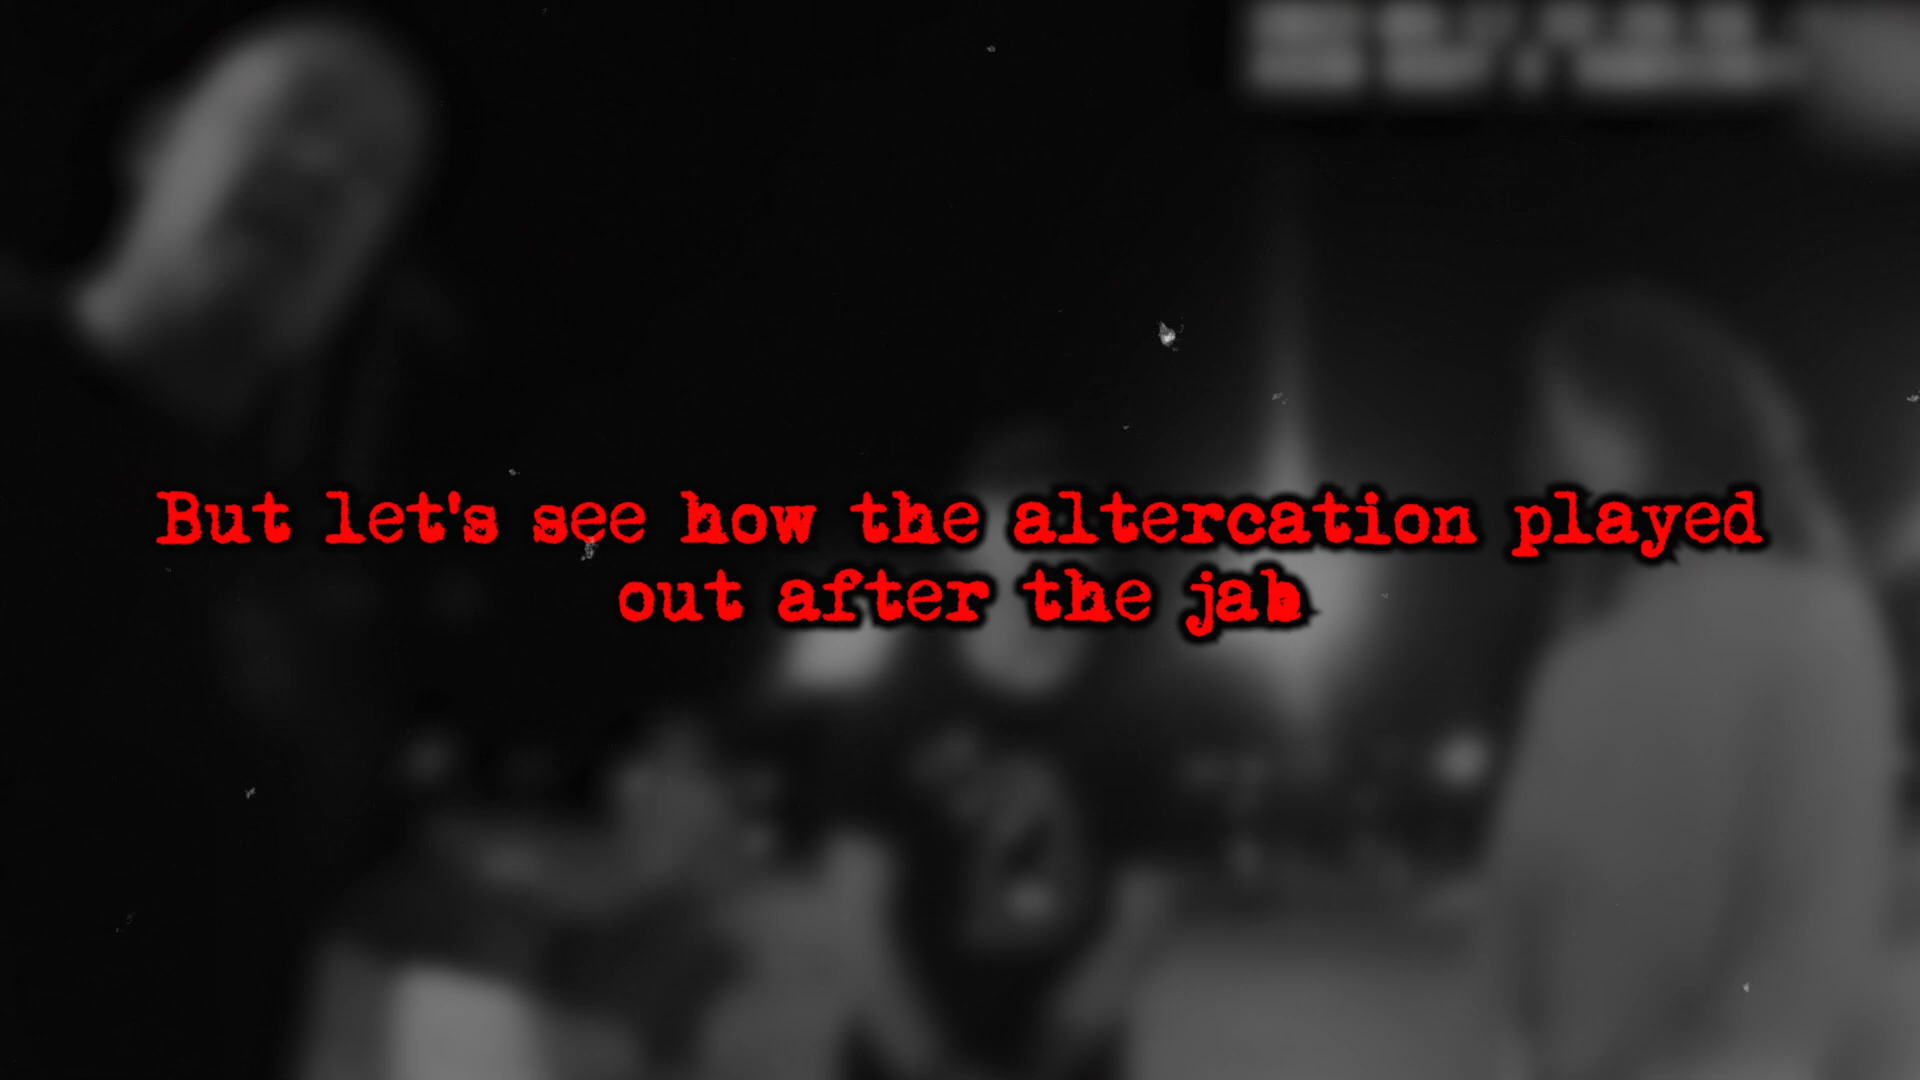 But let's see how the altercation played
out after the jab